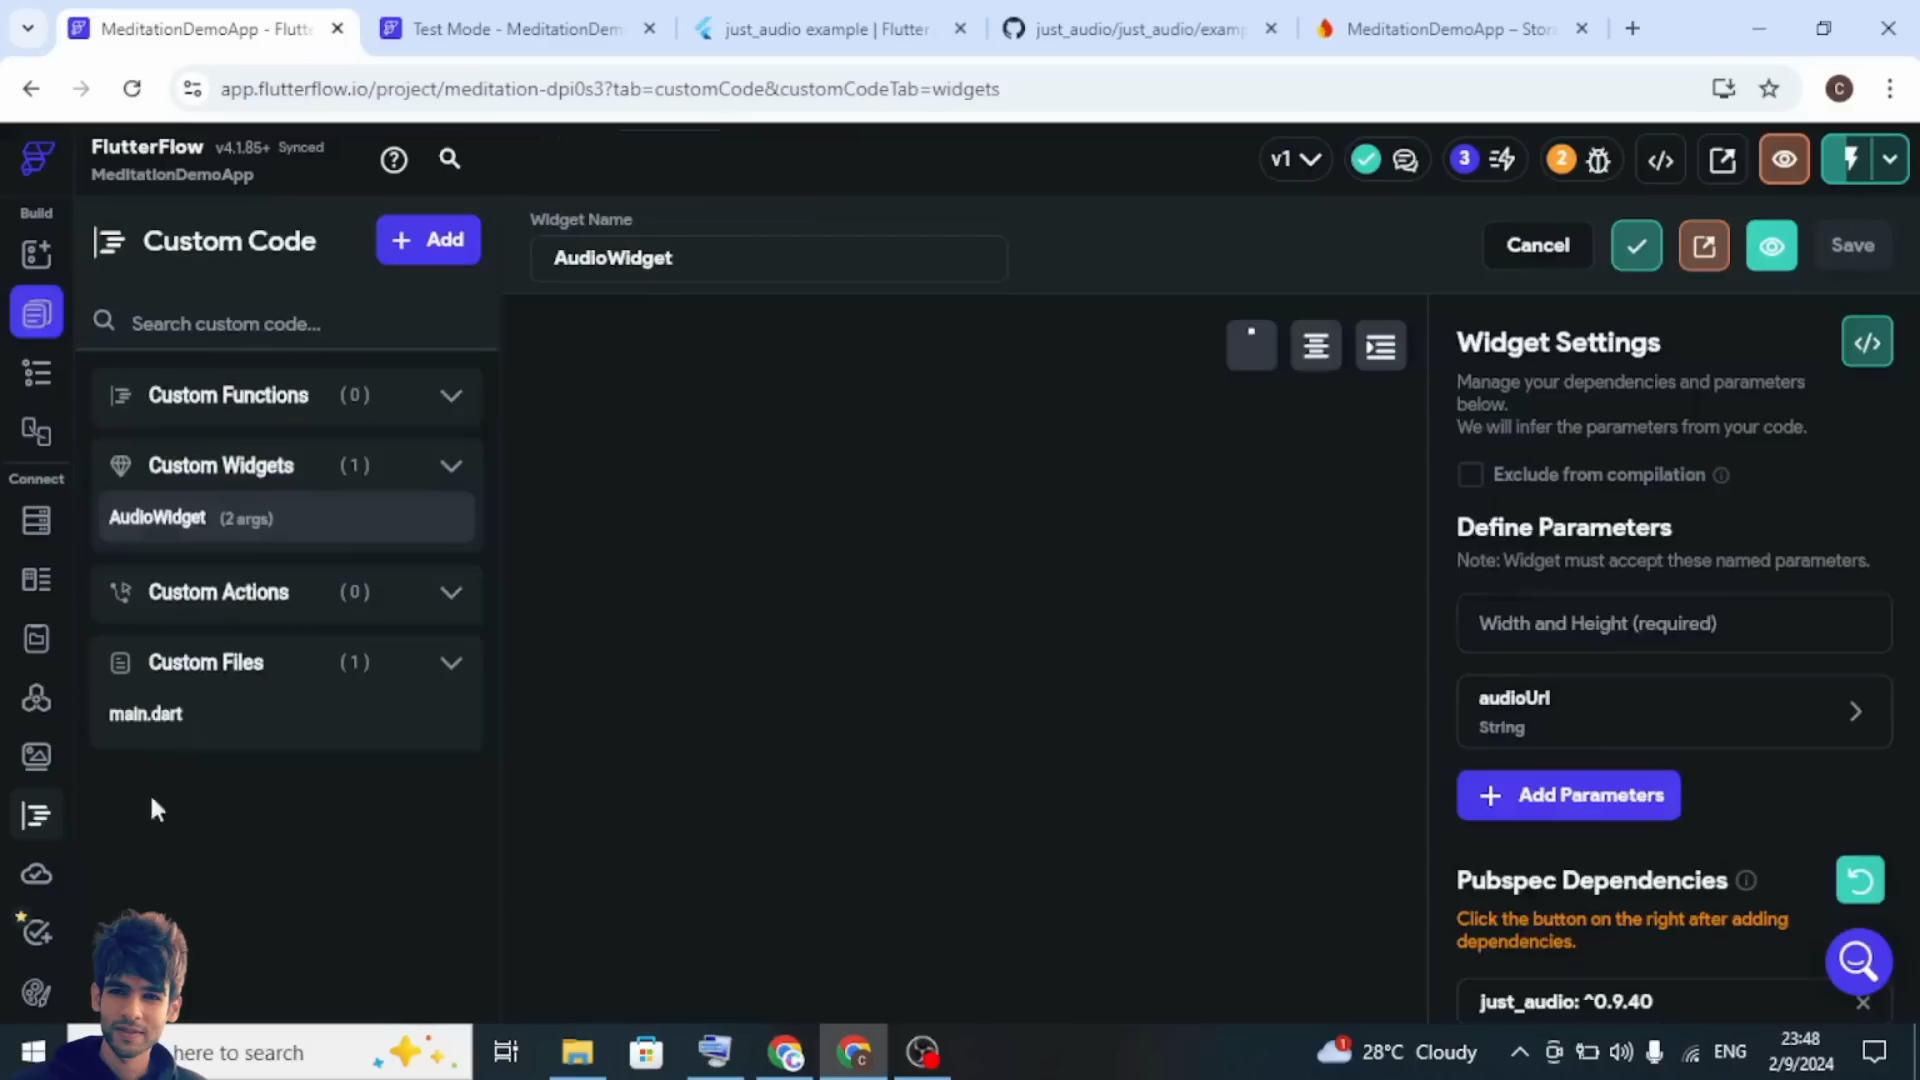 MeditationDemoApp - Flutte
Test Mode - MeditationDem
just_audio example | Flutter
just_audio/just_audio/examp
MeditationDemoApp – Stora
app.flutterflow.io/project/meditation-dpi0s3?tab=customCode&customCodeTab=widgets
C
FlutterFlow v4.1.85+ Synced
MeditationDemoApp
v1
3
2
Build
Connect
Custom Code
+ Add
Search custom code...
Custom Functions (0)
Custom Widgets (1)
AudioWidget (2 args)
Custom Actions (0)
Custom Files (1)
main.dart
Widget Name
AudioWidget
Cancel
Save
Widget Settings
Manage your dependencies and parameters
below.
We will infer the parameters from your code.
Exclude from compilation
Define Parameters
Note: Widget must accept these named parameters.
Width and Height (required)
audioUrl
String
+ Add Parameters
Pubspec Dependencies
Click the button on the right after adding
dependencies.
just_audio: ^0.9.40
here to search
1
28°C Cloudy
ENG
23:48
2/9/2024